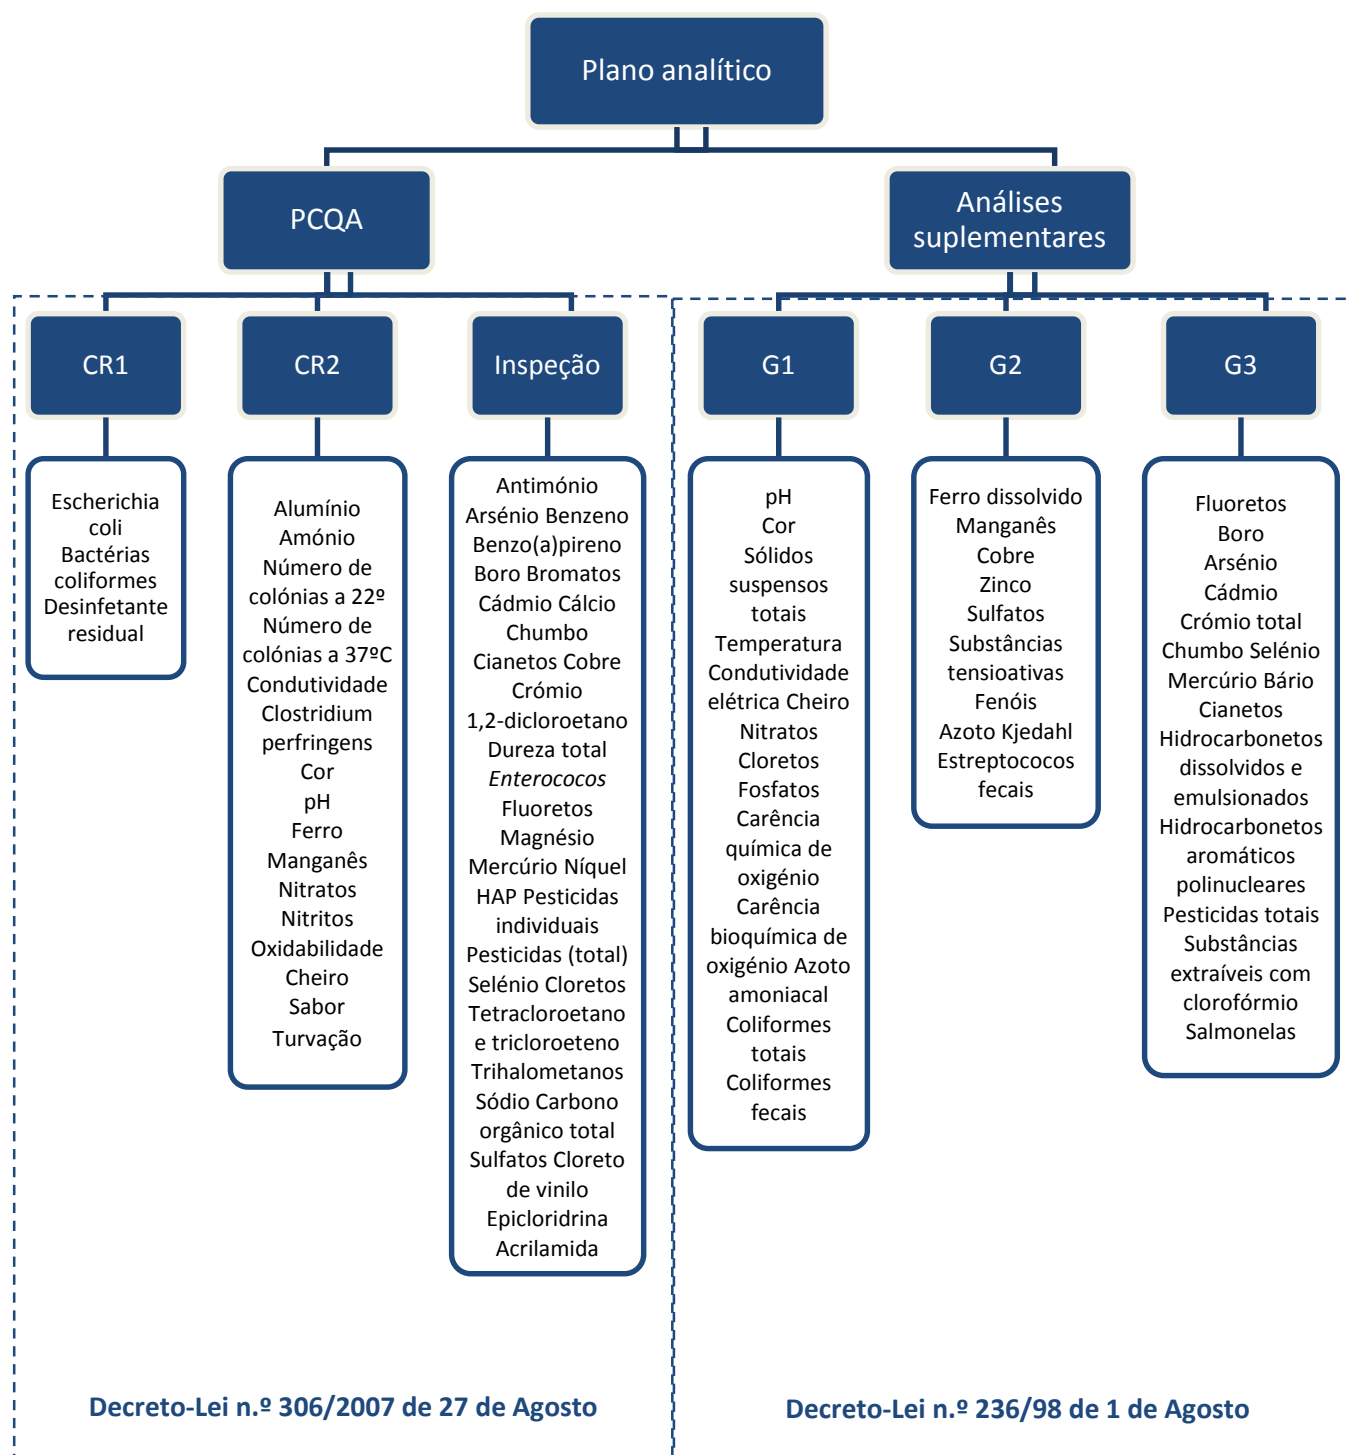 Plano analítico
PCQA
Análises
suplementares
CR1
CR2
Inspeção
G1
G2
G3
Escherichia
coli
Bactérias
coliformes
Desinfetante
residual
Alumínio
Amónio
Número de
colónias a 22º
Número de
colónias a 37ºC
Condutividade
Clostridium
perfringens
Cor
pH
Ferro
Manganês
Nitratos
Nitritos
Oxidabilidade
Cheiro
Sabor
Turvação
Antimónio
Arsénio Benzeno
Benzo(a)pireno
Boro Bromatos
Cádmio Cálcio
Chumbo
Cianetos Cobre
Crómio
1,2-dicloroetano
Dureza total
Enterococos
Fluoretos
Magnésio
Mercúrio Níquel
HAP Pesticidas
individuais
Pesticidas (total)
Selénio Cloretos
Tetracloroetano
e tricloroeteno
Trihalometanos
Sódio Carbono
orgânico total
Sulfatos Cloreto
de vinilo
Epicloridrina
Acrilamida
pH
Cor
Sólidos
suspensos
totais
Temperatura
Condutividade
elétrica Cheiro
Nitratos
Cloretos
Fosfatos
Carência
química de
oxigénio
Carência
bioquímica de
oxigénio Azoto
amoniacal
Coliformes
totais
Coliformes
fecais
Ferro dissolvido
Manganês
Cobre
Zinco
Sulfatos
Substâncias
tensioativas
Fenóis
Azoto Kjedahl
Estreptococos
fecais
Fluoretos
Boro
Arsénio
Cádmio
Crómio total
Chumbo Selénio
Mercúrio Bário
Cianetos
Hidrocarbonetos
dissolvidos e
emulsionados
Hidrocarbonetos
aromáticos
polinucleares
Pesticidas totais
Substâncias
extraíveis com
clorofórmio
Salmonelas
Decreto-Lei n.º 306/2007 de 27 de Agosto
Decreto-Lei n.º 236/98 de 1 de Agosto